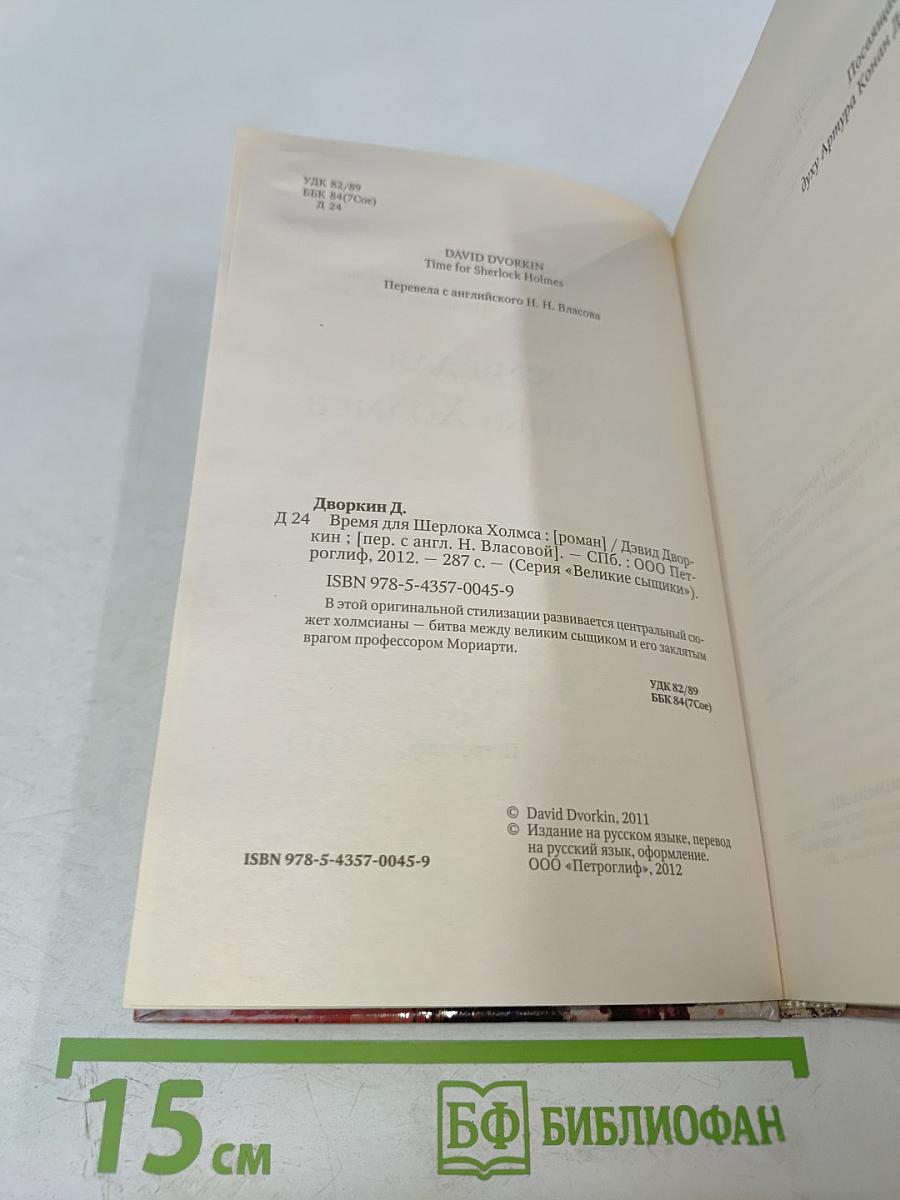 УДК 82/89
ББК 84(7Сое)
Д 24
DAVID DVORKIN
Time for Sherlock Holmes
Перевела с английского Н. Н. Власова
Дворкин Д.
Д 24 Время для Шерлока Холмса : [роман] / Дэвид Двор-
кин ; [пер. с англ. Н. Власовой]. — СПб. : ООО Пет-
роглиф, 2012. — 287 с. — (Серия «Великие сыщики»).
ISBN 978-5-4357-0045-9
В этой оригинальной стилизации развивается центральный сю-
жет холмсианы — битва между великим сыщиком и его заклятым
врагом профессором Мориарти.
УДК 82/89
ББК 84(7Сое)
© David Dvorkin, 2011
© Издание на русском языке, перевод
на русский язык, оформление.
ООО «Петроглиф», 2012
ISBN 978-5-4357-0045-9
духу Артура Конан
15 см
БФ БИБЛИОФАН